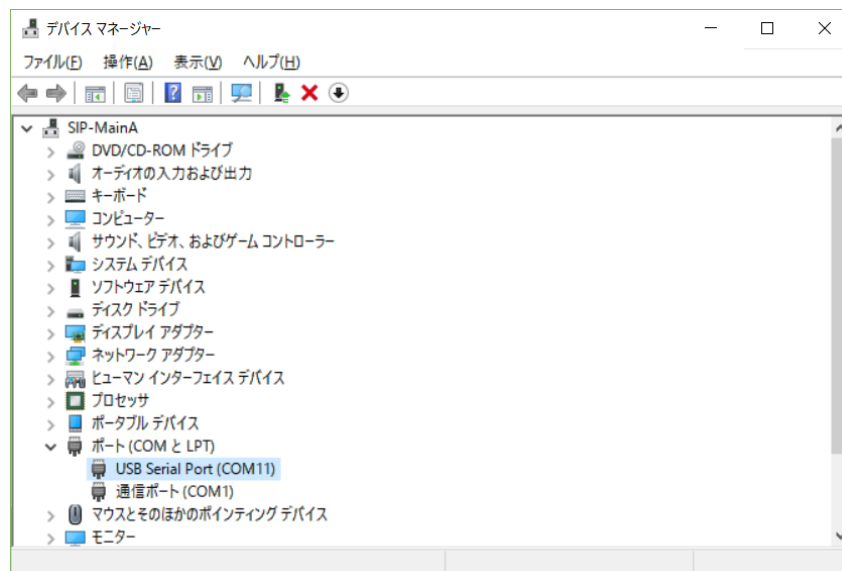 デバイス マネージャー
ファイル(F) 操作(A) 表示(V) ヘルプ(H)
SIP-MainA
DVD/CD-ROM ドライブ
オーディオの入力および出力
キーボード
コンピューター
サウンド、ビデオ、およびゲーム コントローラー
システム デバイス
ソフトウェア デバイス
ディスク ドライブ
ディスプレイ アダプター
ネットワーク アダプター
ヒューマン インターフェイス デバイス
プロセッサ
ポータブル デバイス
ポート (COM と LPT)
USB Serial Port (COM11)
通信ポート (COM1)
マウスとそのほかのポインティング デバイス
モニター